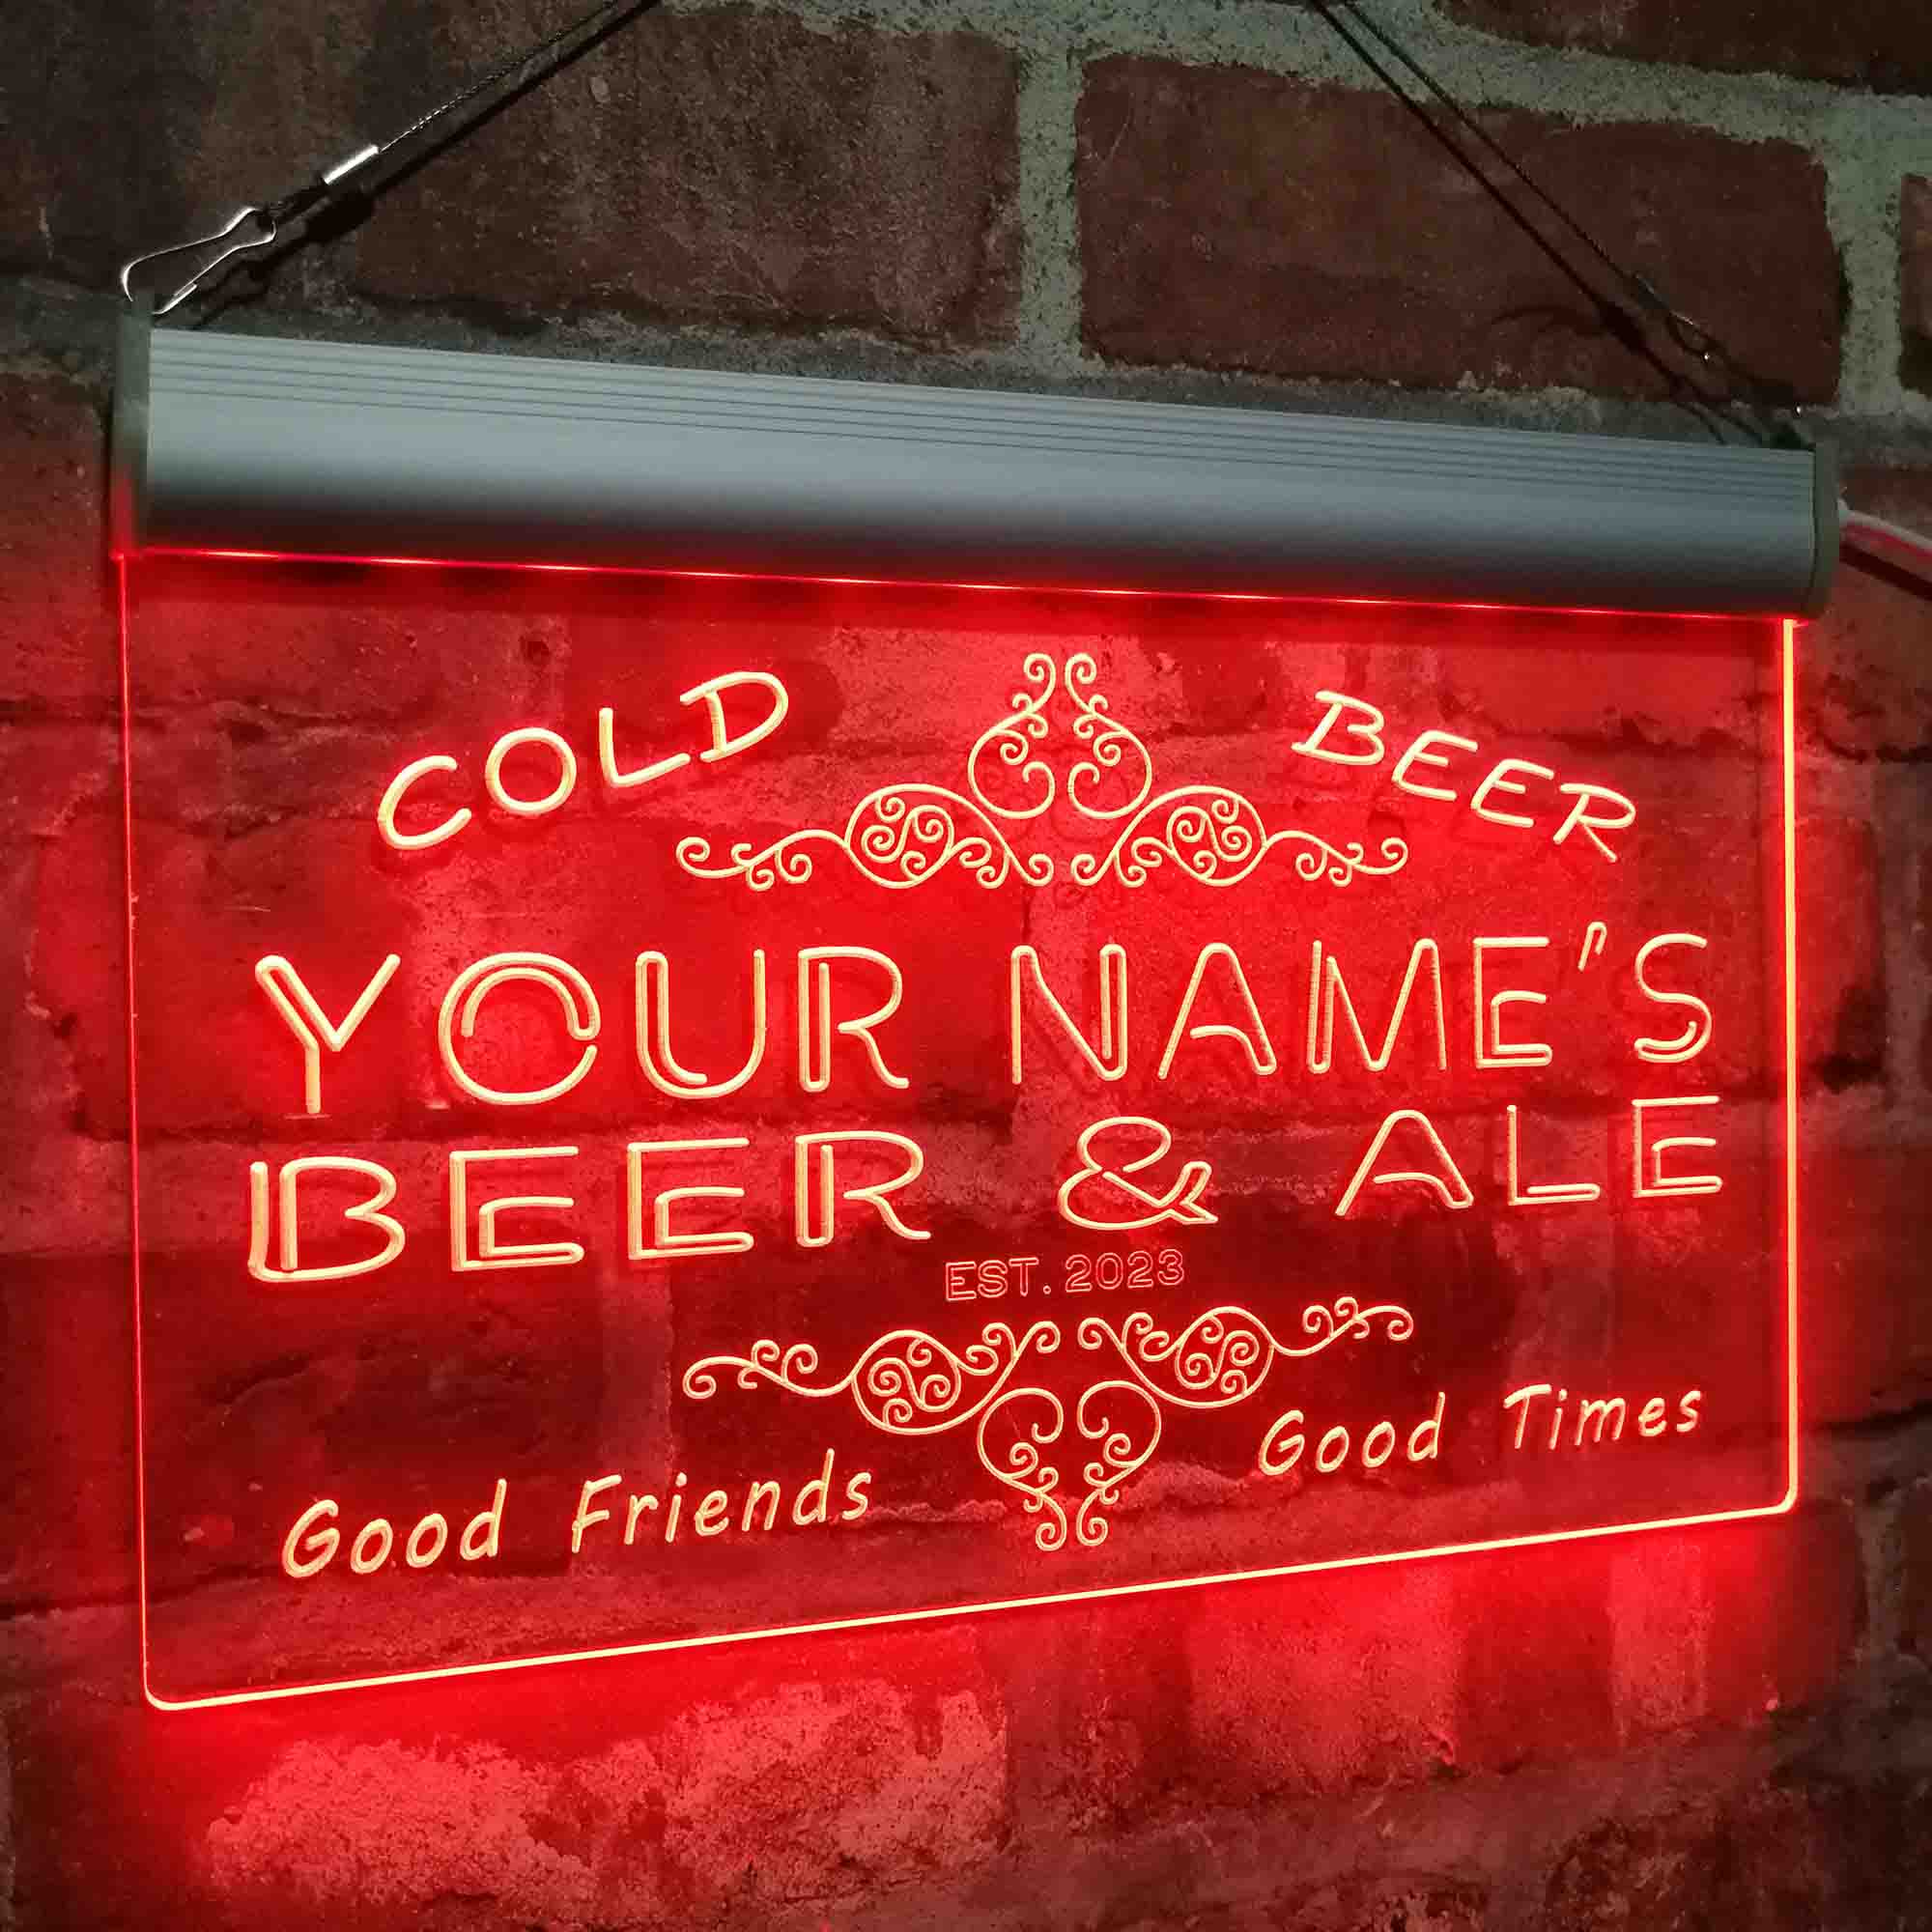 COLD BEER
YOUR NAME'S
BEER & ALE
EST. 2023
Good Friends Good Times